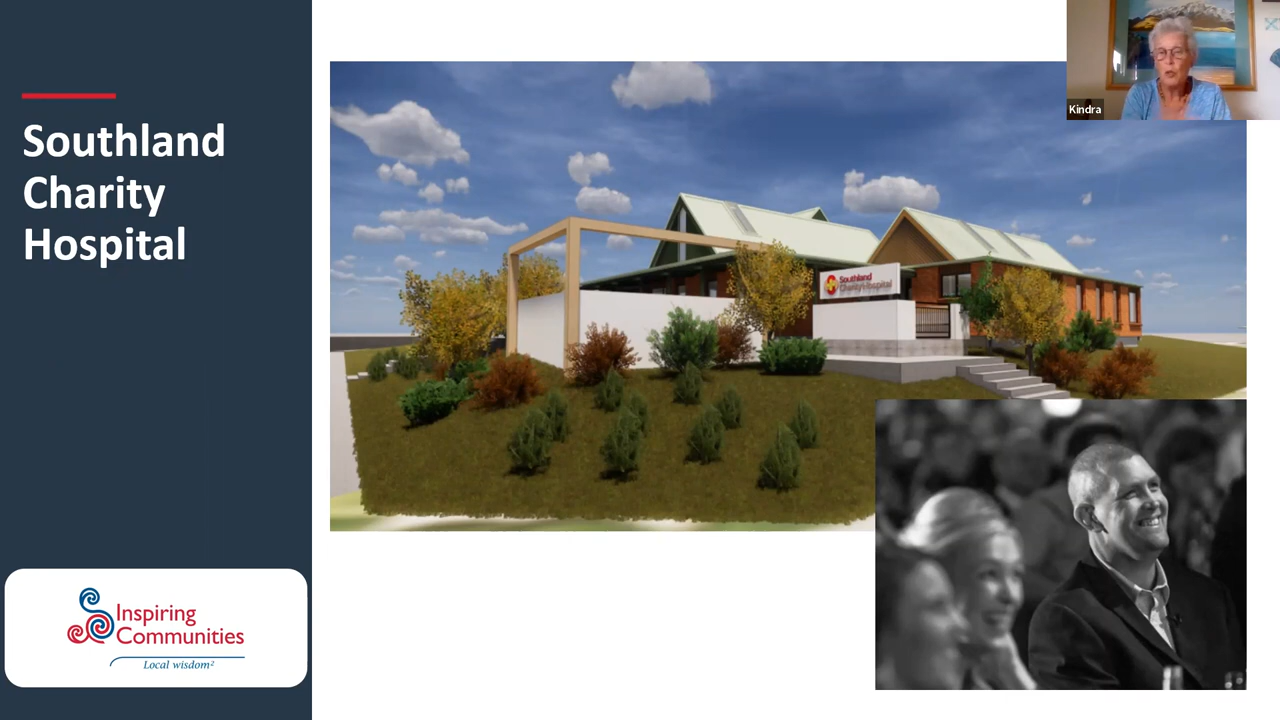 Southland
Charity
Hospital
Kindra
Southland
Charity Hospital
Inspiring
Communities
Local wisdom²